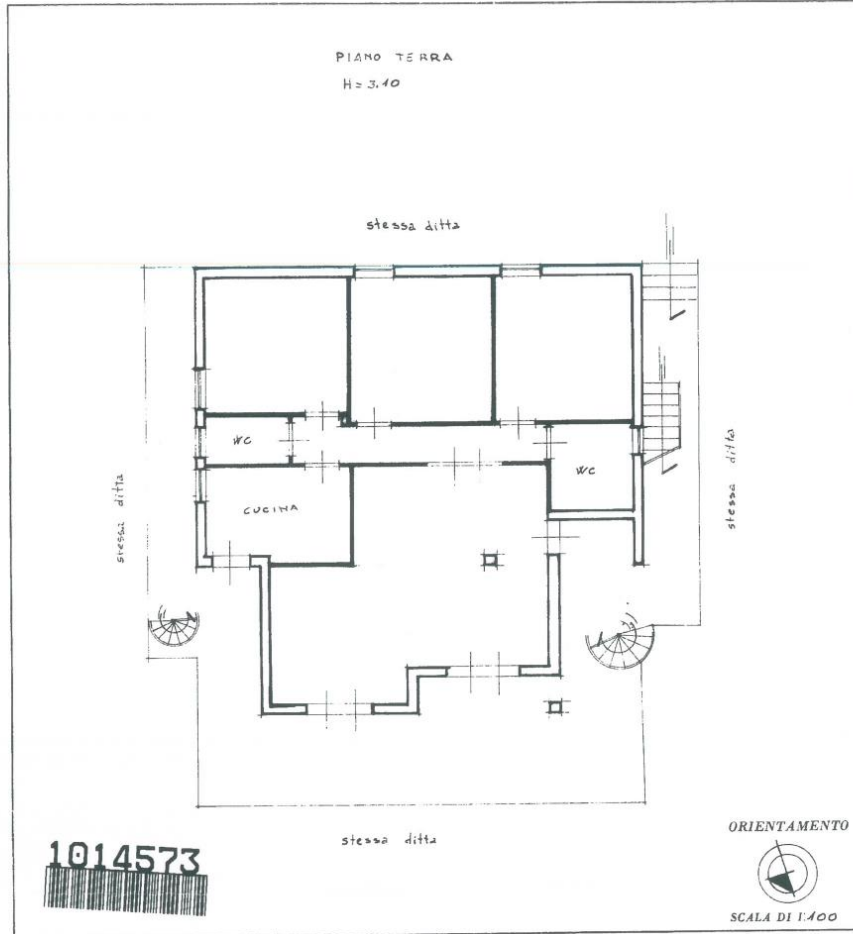 PIANO TERRA
H= 3.10
stessa ditta
WC
WC
CUCINA
stessa ditta
stessa ditta
stessa ditta
1014573
ORIENTAMENTO
SCALA DI 1:100